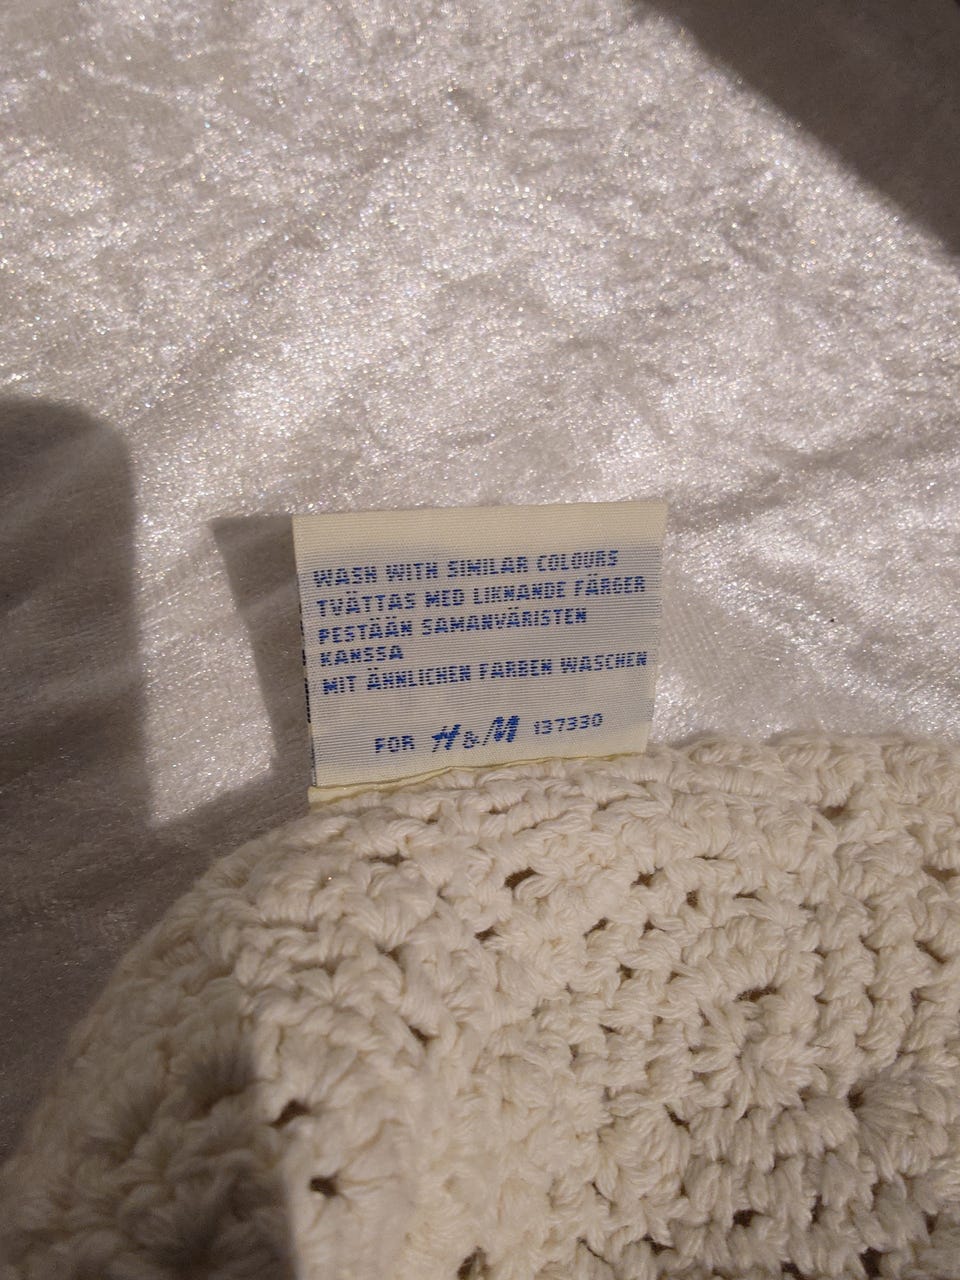 WASH WITH SIMILAR COLOURS
TVÄTTAS MED LIKNANDE FÄRGER
PESTÄÄN SAMANVÄRISTEN
KANSSA
MIT ÄHNLICHEN FARBEN WASCHEN
FOR H&M 137330